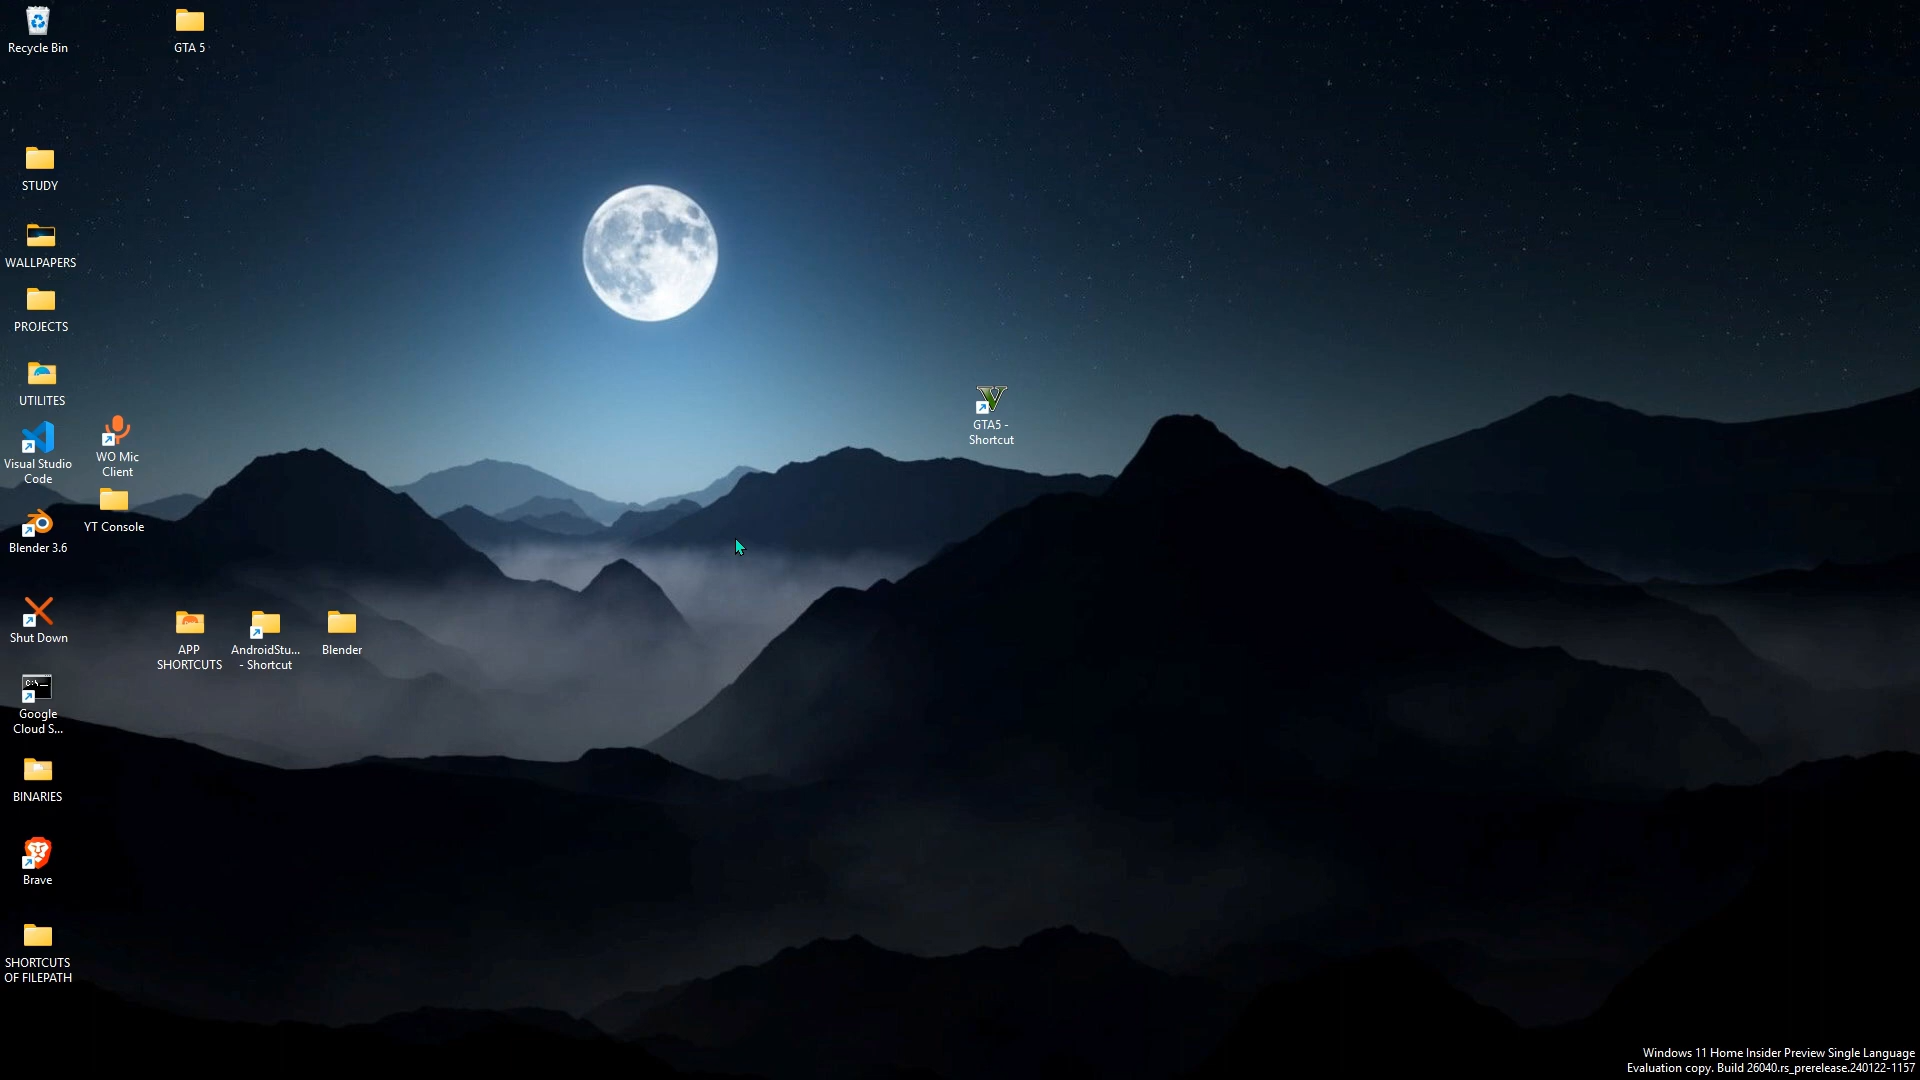 Recycle Bin
GTA 5
STUDY
WALLPAPERS
PROJECTS
UTILITES
Visual Studio
Code
WO Mic
Client
YT Console
Blender 3.6
GTA5 -
Shortcut
Shut Down
APP
SHORTCUTS
AndroidStu...
- Shortcut
Blender
C:\_
Google
Cloud S...
BINARIES
Brave
SHORTCUTS
OF FILEPATH
Windows 11 Home Insider Preview Single Language
Evaluation copy. Build 26040.rs_prerelease.240122-1157